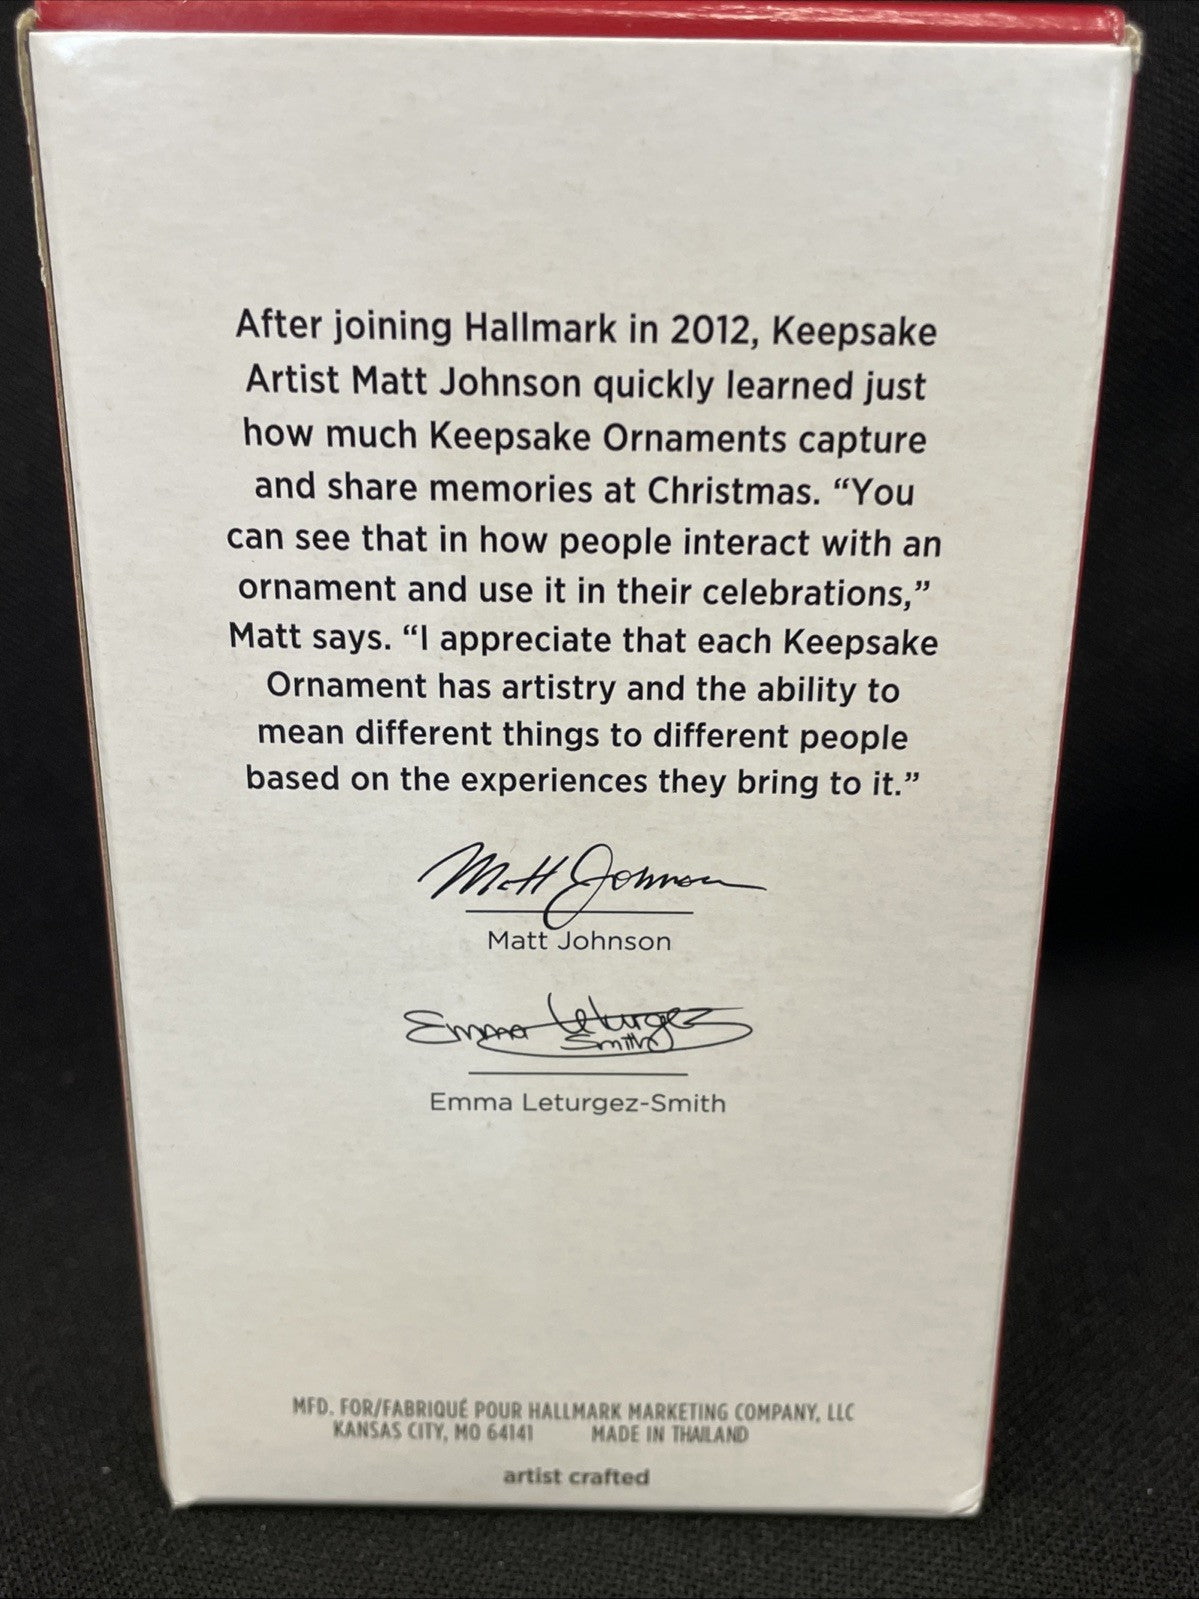 After joining Hallmark in 2012, Keepsake
Artist Matt Johnson quickly learned just
how much Keepsake Ornaments capture
and share memories at Christmas. “You
can see that in how people interact with an
ornament and use it in their celebrations,”
Matt says. “I appreciate that each Keepsake
Ornament has artistry and the ability to
mean different things to different people
based on the experiences they bring to it.”
Matt Johnson
Matt Johnson
Emma Leturgez
Smith
Emma Leturgez-Smith
MFD. FOR/FABRIQUÉ POUR HALLMARK MARKETING COMPANY, LLC
KANSAS CITY, MO 64141 MADE IN THAILAND
artist crafted